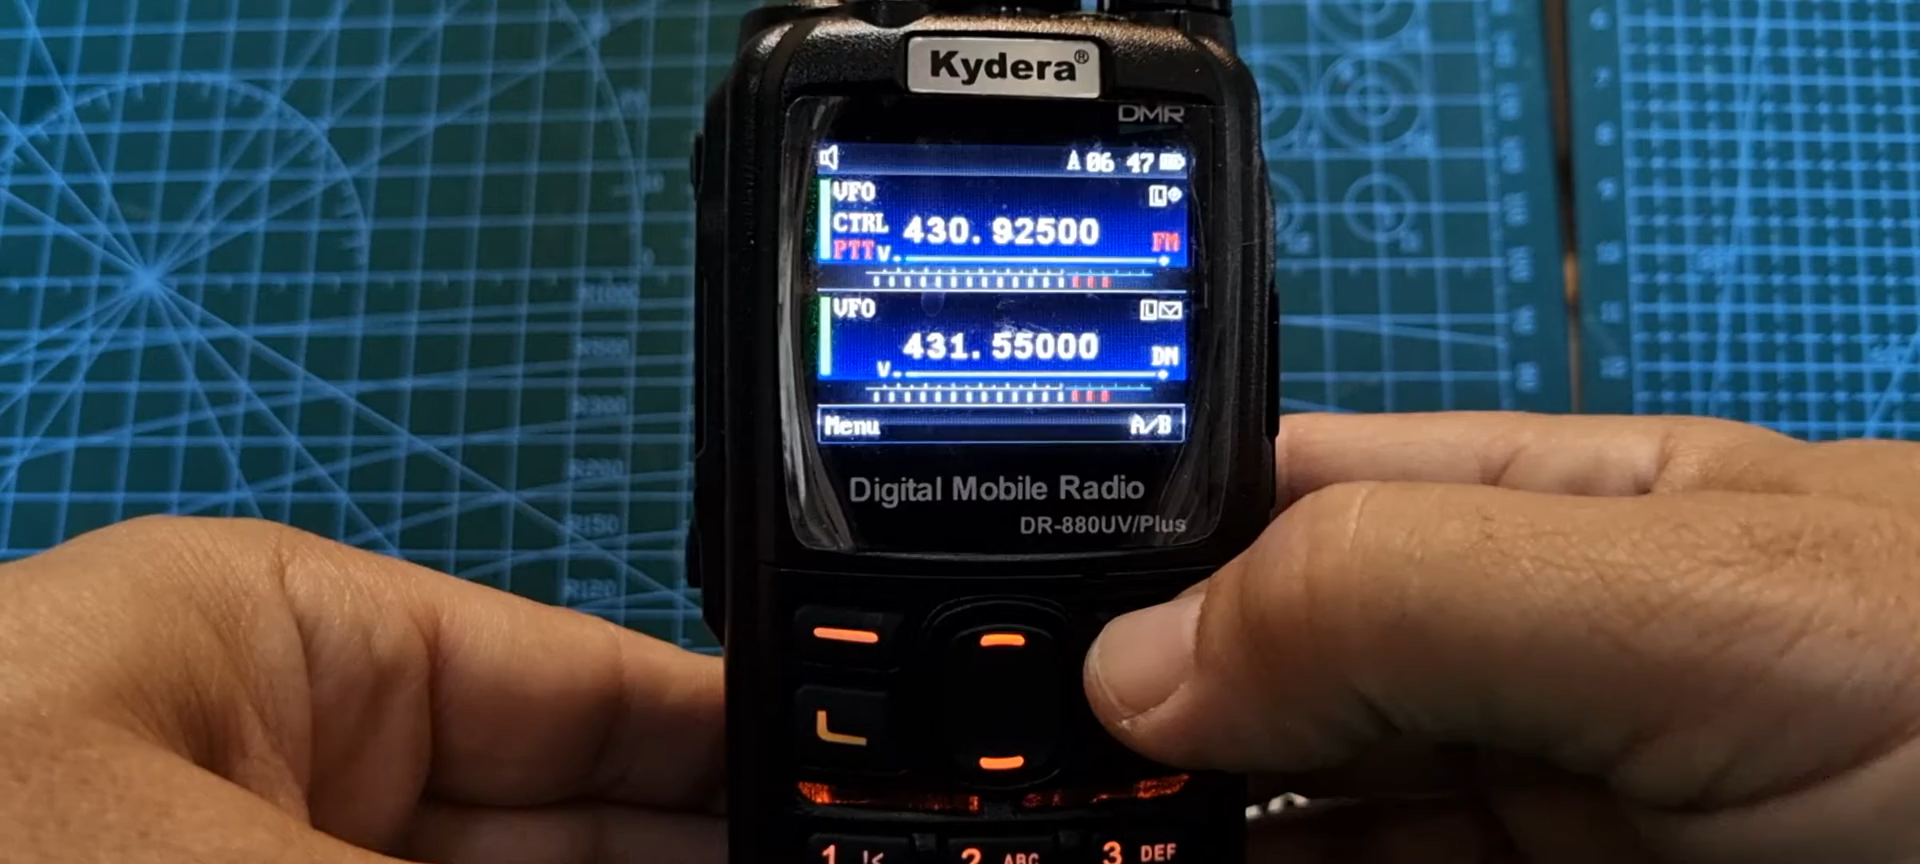 Kydera®
DMR
A 06 47
VFO
CTRL 430.92500
PTT V. FM
VFO
431.55000
V. DM
Menu A/B
Digital Mobile Radio
DR-880UV/Plus
1 2 ABC 3 DEF